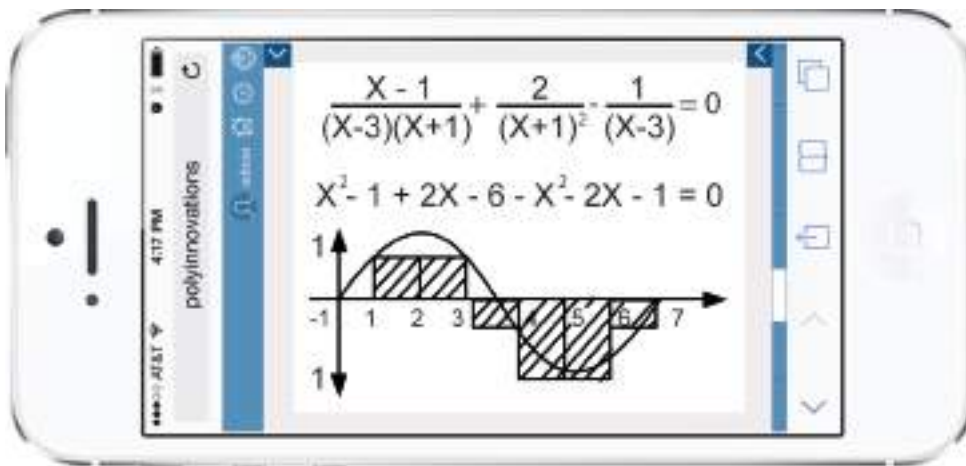 AT&T 4:17 PM
polyinnovations
(X - 1)/((X-3)(X+1)) + 2/(X+1)² - 1/(X-3) = 0
X² - 1 + 2X - 6 - X² - 2X - 1 = 0
1
-1 1 2 3 4 5 6 7
1